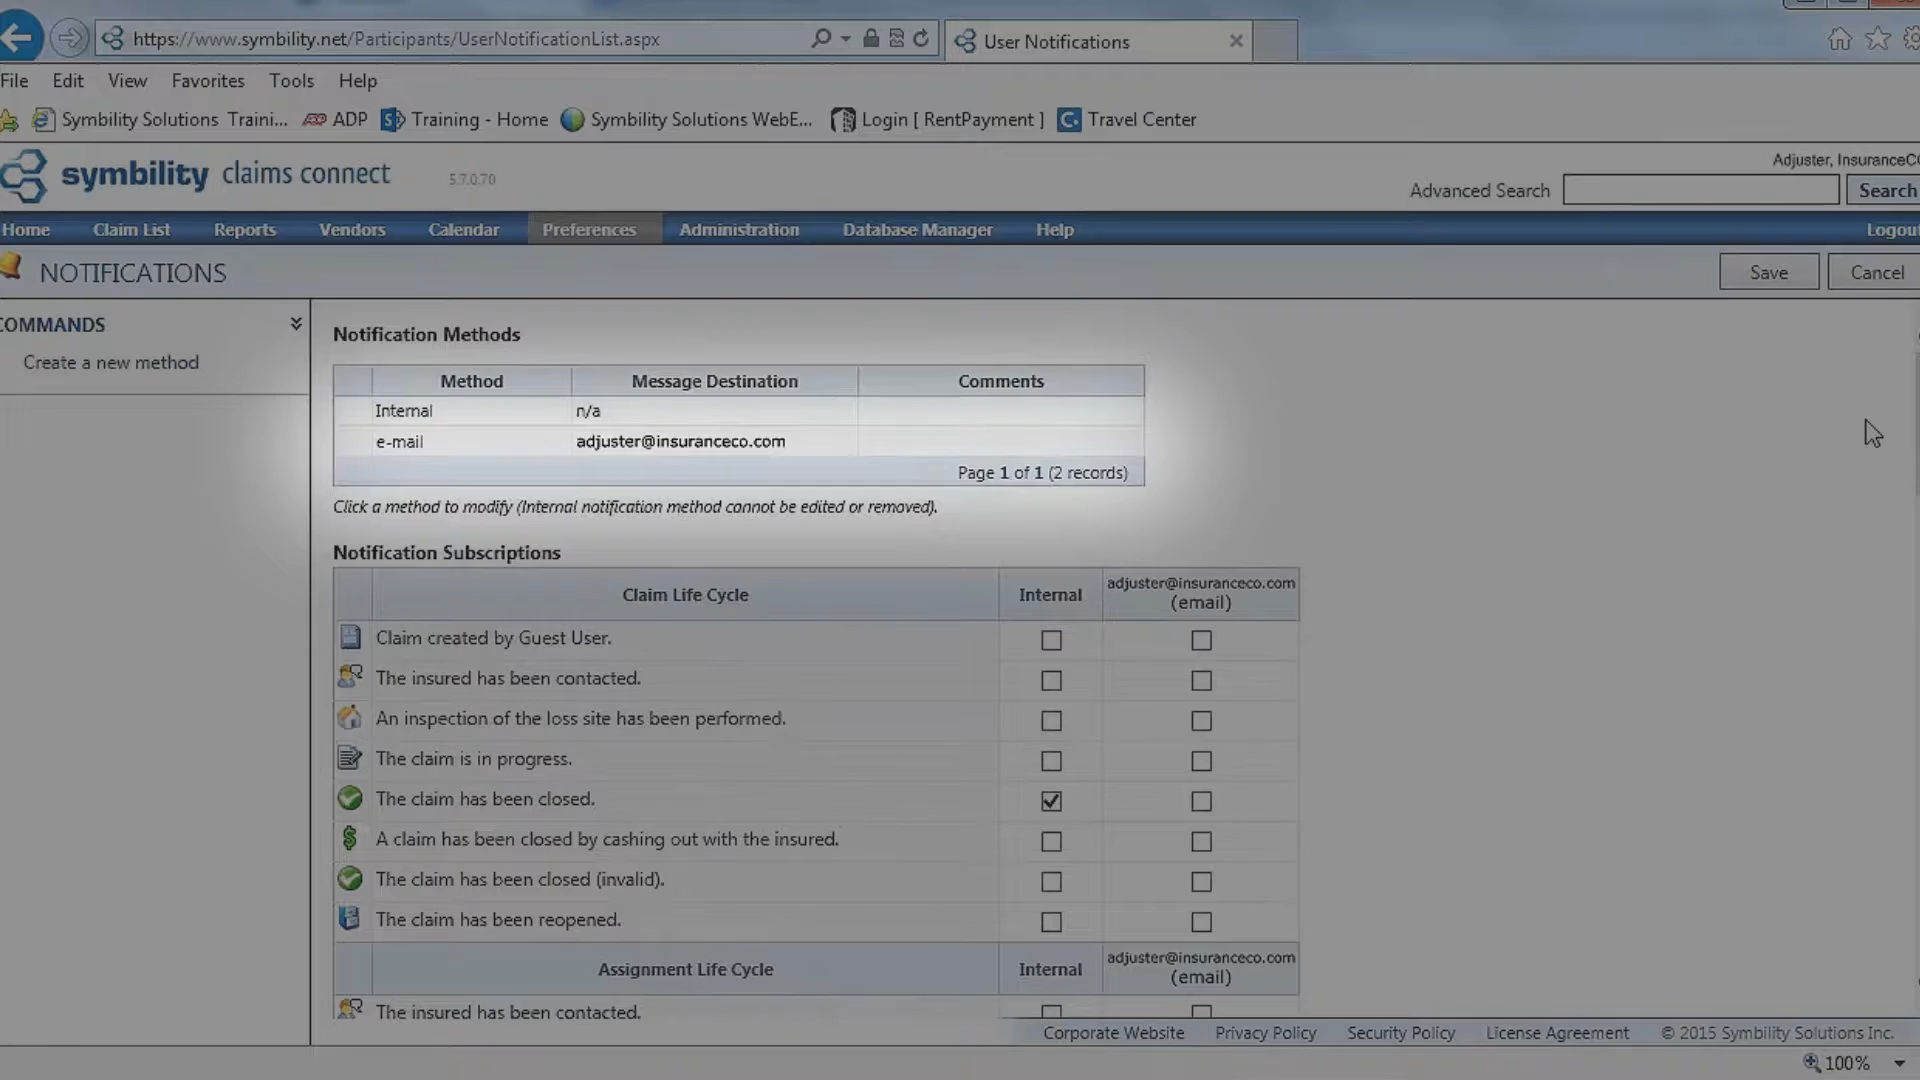 https://www.symbility.net/Participants/UserNotificationList.aspx
User Notifications
File Edit View Favorites Tools Help
Symbility Solutions Traini... ADP Training - Home Symbility Solutions WebE... Login [ RentPayment ] Travel Center
symbility claims connect 5.7.0.70
Adjuster, InsuranceCO
Advanced Search Search
Home Claim List Reports Vendors Calendar Preferences Administration Database Manager Help Logout
NOTIFICATIONS Save Cancel
COMMANDS
Create a new method
Notification Methods
Method Message Destination Comments
Internal n/a
e-mail adjuster@insuranceco.com
Page 1 of 1 (2 records)
Click a method to modify (Internal notification method cannot be edited or removed).
Notification Subscriptions
Claim Life Cycle Internal adjuster@insuranceco.com (email)
Claim created by Guest User.
The insured has been contacted.
An inspection of the loss site has been performed.
The claim is in progress.
The claim has been closed.
A claim has been closed by cashing out with the insured.
The claim has been closed (invalid).
The claim has been reopened.
Assignment Life Cycle Internal adjuster@insuranceco.com (email)
The insured has been contacted.
Corporate Website Privacy Policy Security Policy License Agreement © 2015 Symbility Solutions Inc.
100%